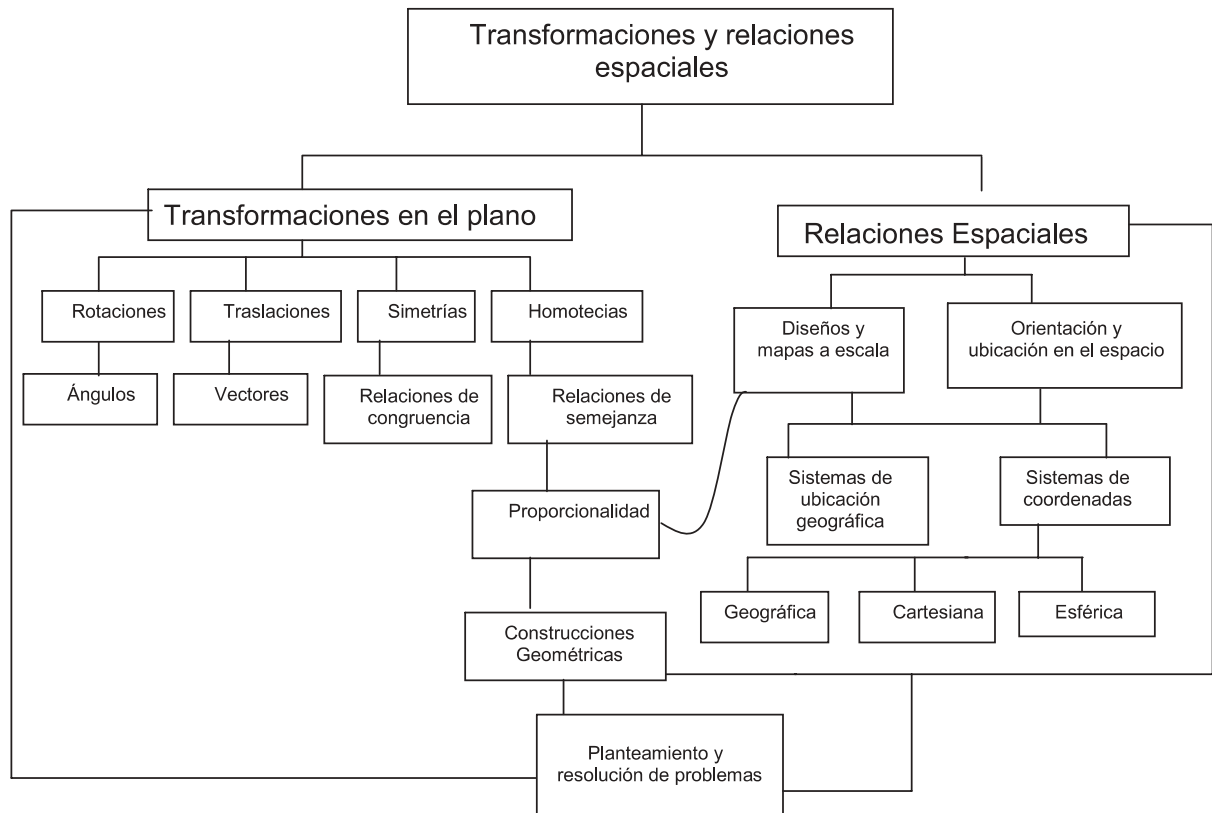 Transformaciones y relaciones
espaciales
Transformaciones en el plano
Relaciones Espaciales
Rotaciones
Traslaciones
Simetrías
Homotecias
Diseños y
mapas a escala
Orientación y
ubicación en el espacio
Ángulos
Vectores
Relaciones de
congruencia
Relaciones de
semejanza
Sistemas de
ubicación
geográfica
Sistemas de
coordenadas
Proporcionalidad
Geográfica
Cartesiana
Esférica
Construcciones
Geométricas
Planteamiento y
resolución de problemas